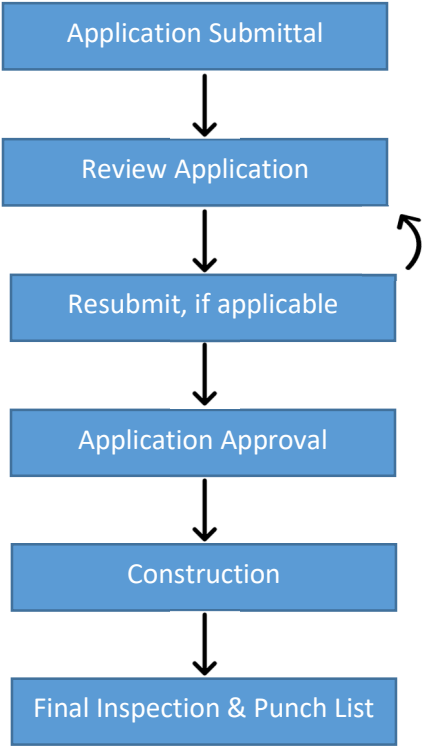 Application Submittal
Review Application
Resubmit, if applicable
Application Approval
Construction
Final Inspection & Punch List